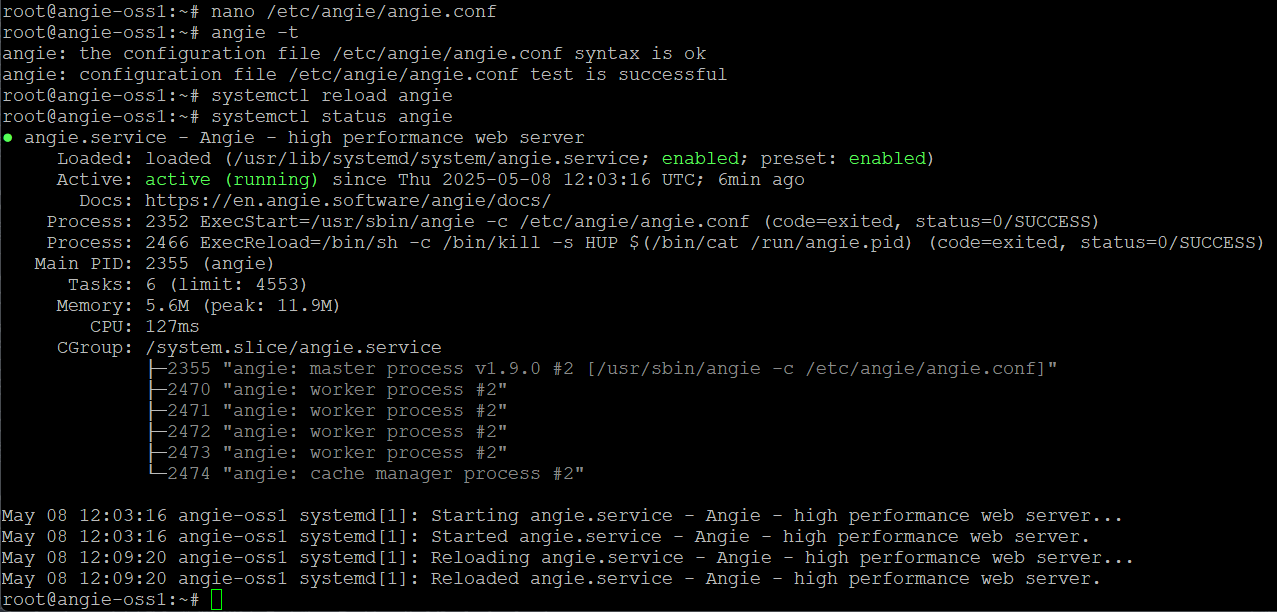 root@angie-oss1:~# nano /etc/angie/angie.conf
root@angie-oss1:~# angie -t
angie: the configuration file /etc/angie/angie.conf syntax is ok
angie: configuration file /etc/angie/angie.conf test is successful
root@angie-oss1:~# systemctl reload angie
root@angie-oss1:~# systemctl status angie
● angie.service - Angie - high performance web server
     Loaded: loaded (/usr/lib/systemd/system/angie.service; enabled; preset: enabled)
     Active: active (running) since Thu 2025-05-08 12:03:16 UTC; 6min ago
       Docs: https://en.angie.software/angie/docs/
    Process: 2352 ExecStart=/usr/sbin/angie -c /etc/angie/angie.conf (code=exited, status=0/SUCCESS)
    Process: 2466 ExecReload=/bin/sh -c /bin/kill -s HUP $(/bin/cat /run/angie.pid) (code=exited, status=0/SUCCESS)
   Main PID: 2355 (angie)
      Tasks: 6 (limit: 4553)
     Memory: 5.6M (peak: 11.9M)
        CPU: 127ms
     CGroup: /system.slice/angie.service
             ├─2355 "angie: master process v1.9.0 #2 [/usr/sbin/angie -c /etc/angie/angie.conf]"
             ├─2470 "angie: worker process #2"
             ├─2471 "angie: worker process #2"
             ├─2472 "angie: worker process #2"
             ├─2473 "angie: worker process #2"
             └─2474 "angie: cache manager process #2"

May 08 12:03:16 angie-oss1 systemd[1]: Starting angie.service - Angie - high performance web server...
May 08 12:03:16 angie-oss1 systemd[1]: Started angie.service - Angie - high performance web server.
May 08 12:09:20 angie-oss1 systemd[1]: Reloading angie.service - Angie - high performance web server...
May 08 12:09:20 angie-oss1 systemd[1]: Reloaded angie.service - Angie - high performance web server.
root@angie-oss1:~#